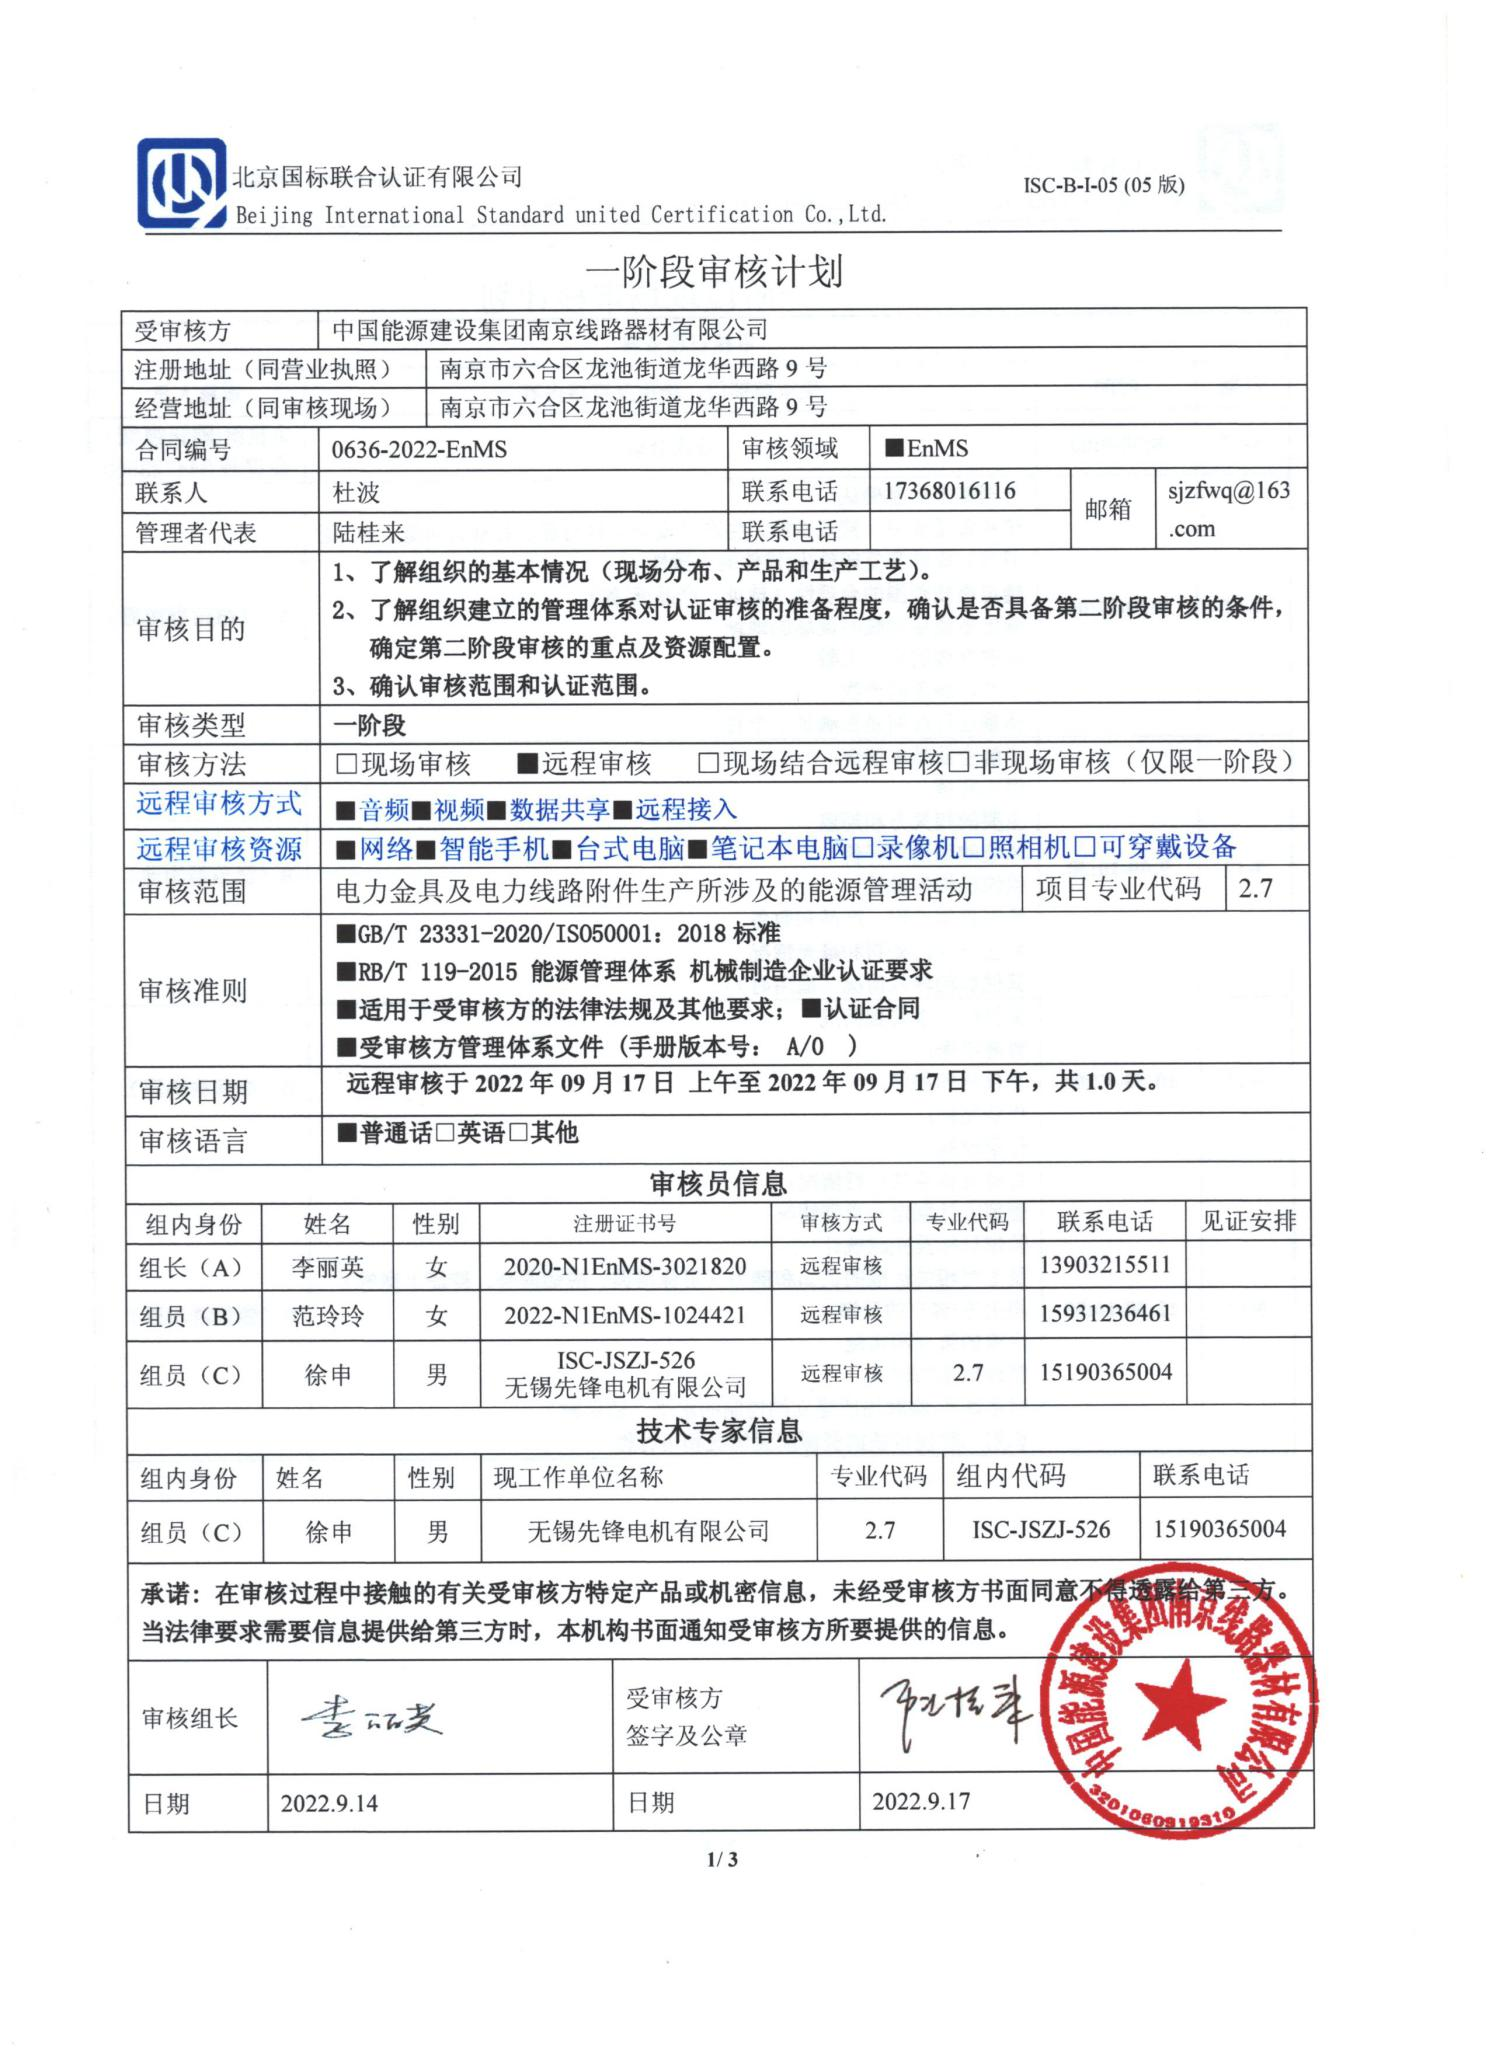 北京国标联合认证有限公司
ISC-B-I-05 (05 版)
Beijing International Standard united Certification Co.,Ltd.
一阶段审核计划
受审核方 中国能源建设集团南京线路器材有限公司
注册地址（同营业执照） 南京市六合区龙池街道龙华西路 9 号
经营地址（同审核现场） 南京市六合区龙池街道龙华西路 9 号
合同编号 0636-2022-EnMS 审核领域 ■EnMS
联系人 杜波 联系电话 17368016116 邮箱 sjzfwq@163
.com
管理者代表 陆桂来 联系电话
审核目的
1、了解组织的基本情况（现场分布、产品和生产工艺）。
2、了解组织建立的管理体系对认证审核的准备程度，确认是否具备第二阶段审核的条件，
确定第二阶段审核的重点及资源配置。
3、确认审核范围和认证范围。
审核类型 一阶段
审核方法 □现场审核 ■远程审核 □现场结合远程审核□非现场审核（仅限一阶段）
远程审核方式 ■音频■视频■数据共享■远程接入
远程审核资源 ■网络■智能手机■台式电脑■笔记本电脑□录像机□照相机□可穿戴设备
审核范围 电力金具及电力线路附件生产所涉及的能源管理活动 项目专业代码 2.7
审核准则
■GB/T 23331-2020/ISO50001：2018 标准
■RB/T 119-2015 能源管理体系 机械制造企业认证要求
■适用于受审核方的法律法规及其他要求；■认证合同
■受审核方管理体系文件（手册版本号： A/0 ）
审核日期 远程审核于 2022 年 09 月 17 日 上午至 2022 年 09 月 17 日 下午，共 1.0 天。
审核语言 ■普通话□英语□其他
审核员信息
组内身份 姓名 性别 注册证书号 审核方式 专业代码 联系电话 见证安排
组长（A） 李丽英 女 2020-N1EnMS-3021820 远程审核 13903215511
组员（B） 范玲玲 女 2022-N1EnMS-1024421 远程审核 15931236461
组员（C） 徐申 男 ISC-JSZJ-526 远程审核 2.7 15190365004
无锡先锋电机有限公司
技术专家信息
组内身份 姓名 性别 现工作单位名称 专业代码 组内代码 联系电话
组员（C） 徐申 男 无锡先锋电机有限公司 2.7 ISC-JSZJ-526 15190365004
承诺：在审核过程中接触的有关受审核方特定产品或机密信息，未经受审核方书面同意不得透露给第三方。
当法律要求需要信息提供给第三方时，本机构书面通知受审核方所要提供的信息。
审核组长 李丽英 受审核方
签字及公章 陆桂来
中国能源建设集团南京线路器材有限公司
3201060919310
日期 2022.9.14 日期 2022.9.17
1/ 3